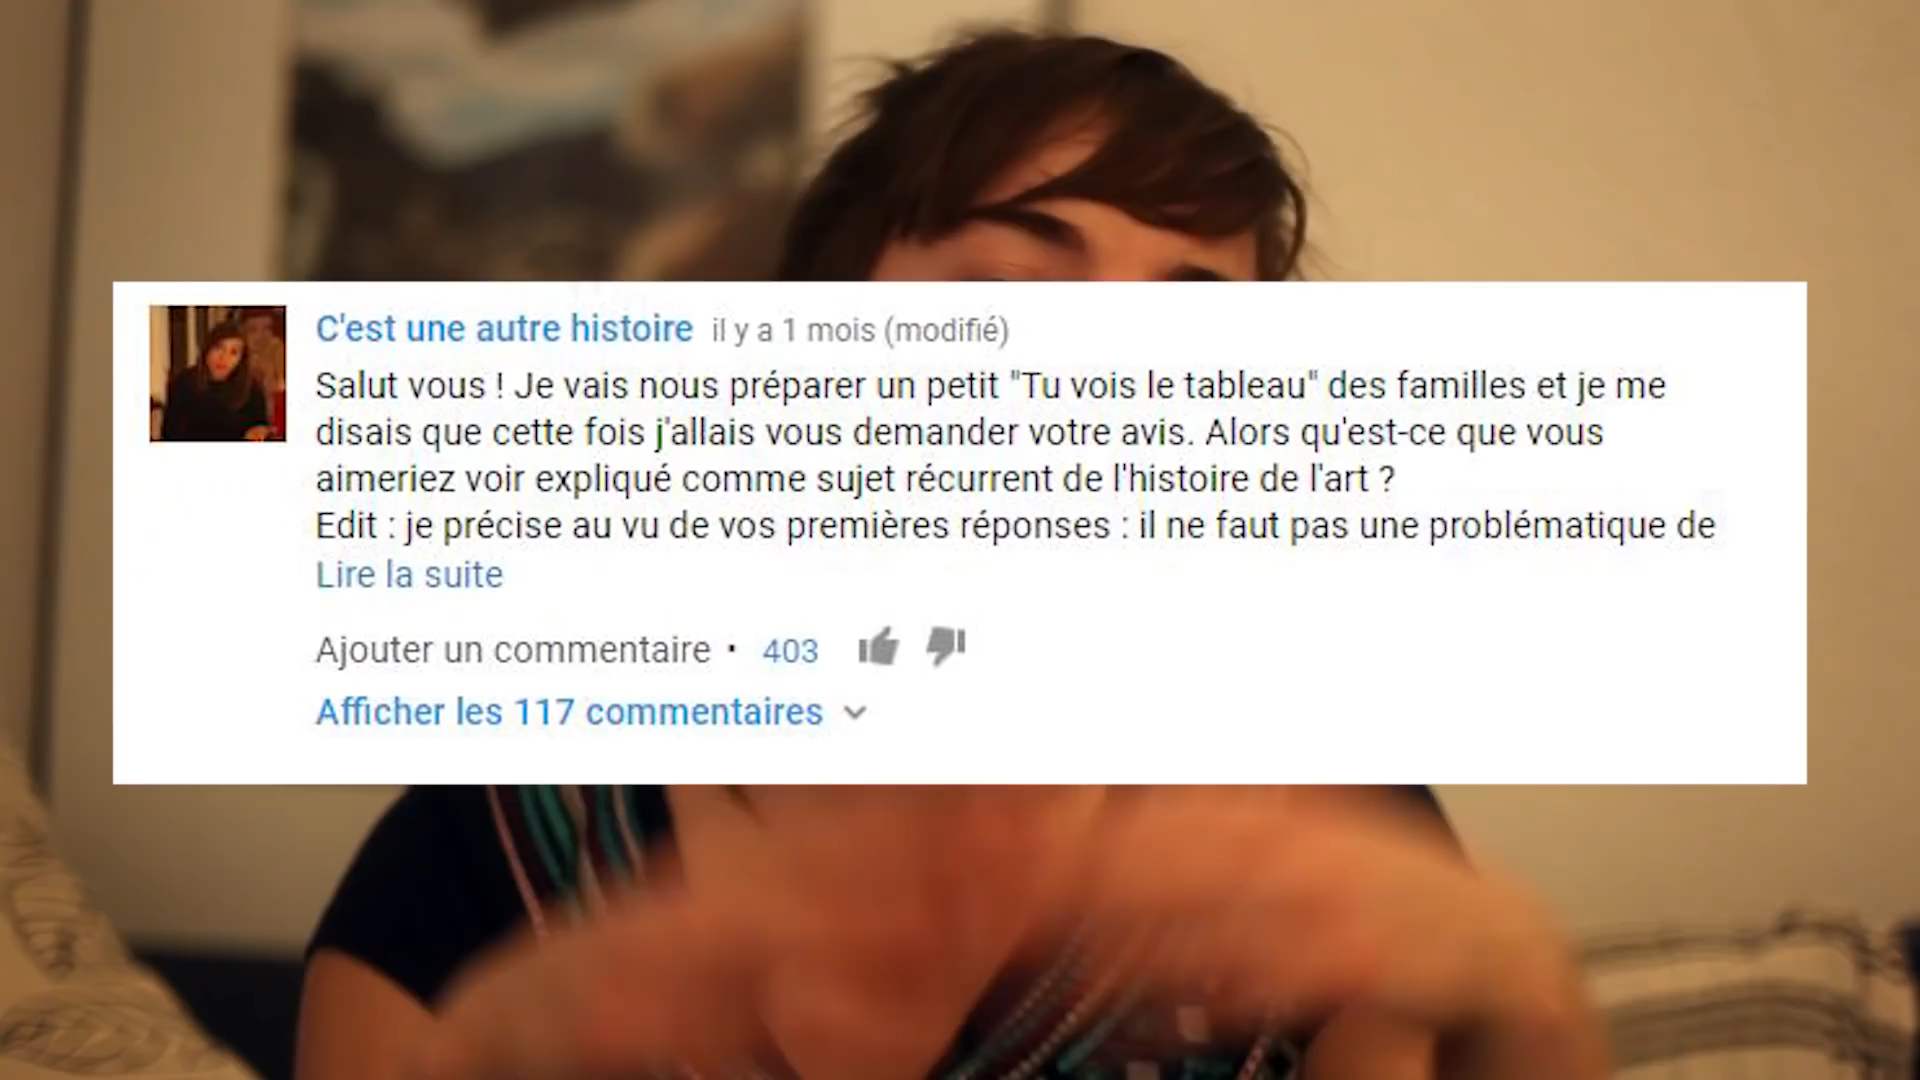 C'est une autre histoire il y a 1 mois (modifié)
Salut vous ! Je vais nous préparer un petit "Tu vois le tableau" des familles et je me
disais que cette fois j'allais vous demander votre avis. Alors qu'est-ce que vous
aimeriez voir expliqué comme sujet récurrent de l'histoire de l'art ?
Edit : je précise au vu de vos premières réponses : il ne faut pas une problématique de
Lire la suite
Ajouter un commentaire · 403
Afficher les 117 commentaires